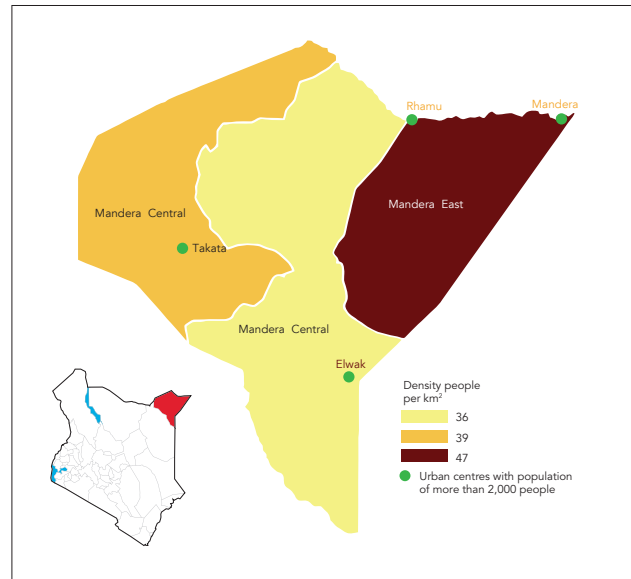 Rhamu
Mandera
Mandera East
Mandera Central
Takata
Mandera Central
Elwak
Density people
per km²
36
39
47
Urban centres with population
of more than 2,000 people